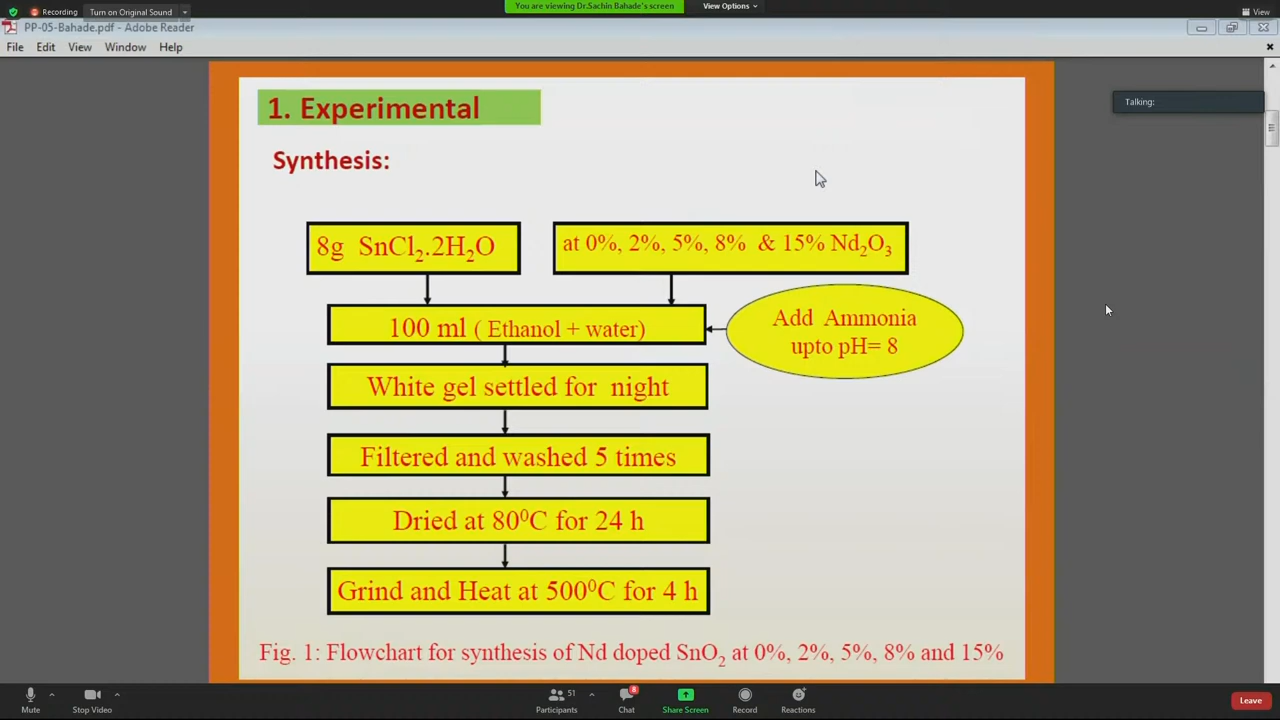 Recording
Turn on Original Sound
You are viewing Dr.Sachin Bahade's screen
View Options
View
PP-05-Bahade.pdf - Adobe Reader
File Edit View Window Help
Talking:
1. Experimental
Synthesis:
8g SnCl₂.2H₂O
at 0%, 2%, 5%, 8% & 15% Nd₂O₃
100 ml ( Ethanol + water)
Add Ammonia
upto pH= 8
White gel settled for night
Filtered and washed 5 times
Dried at 80⁰C for 24 h
Grind and Heat at 500⁰C for 4 h
Fig. 1: Flowchart for synthesis of Nd doped SnO₂ at 0%, 2%, 5%, 8% and 15%
Mute
Stop Video
51
Participants
8
Chat
Share Screen
Record
Reactions
Leave